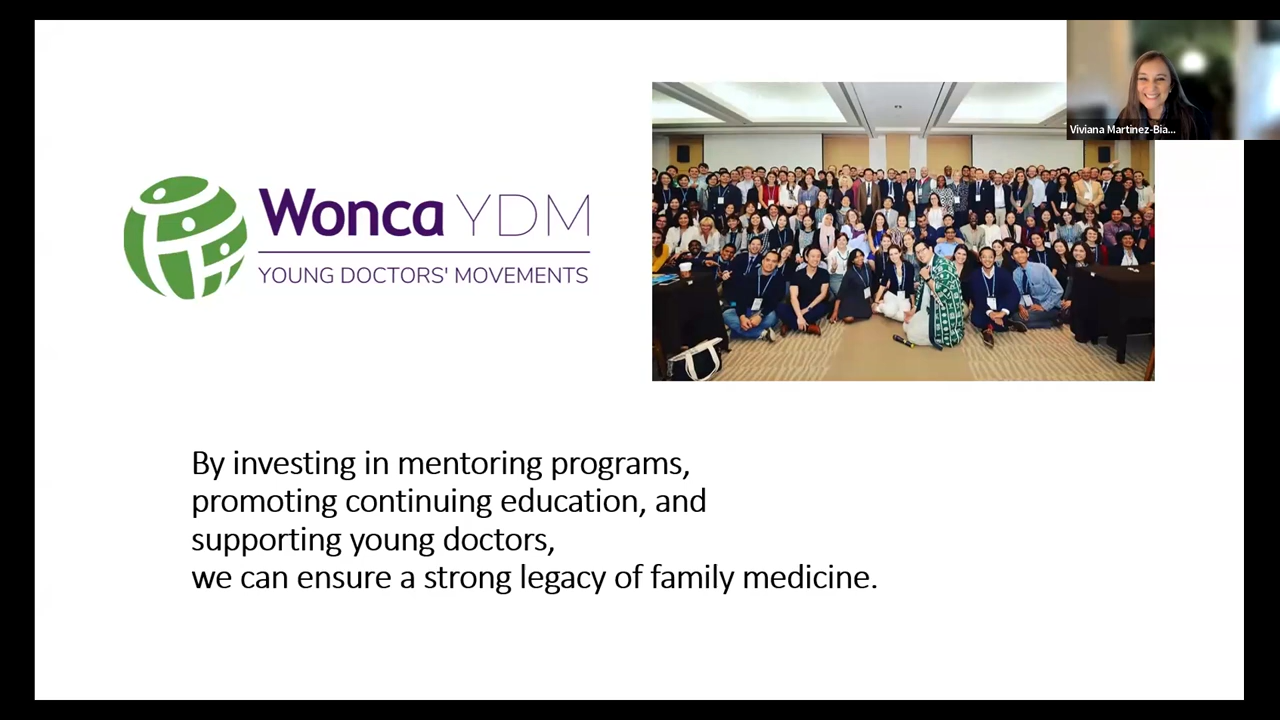 Wonca YDM
YOUNG DOCTORS' MOVEMENTS
Viviana Martinez-Bia...
By investing in mentoring programs,
promoting continuing education, and
supporting young doctors,
we can ensure a strong legacy of family medicine.